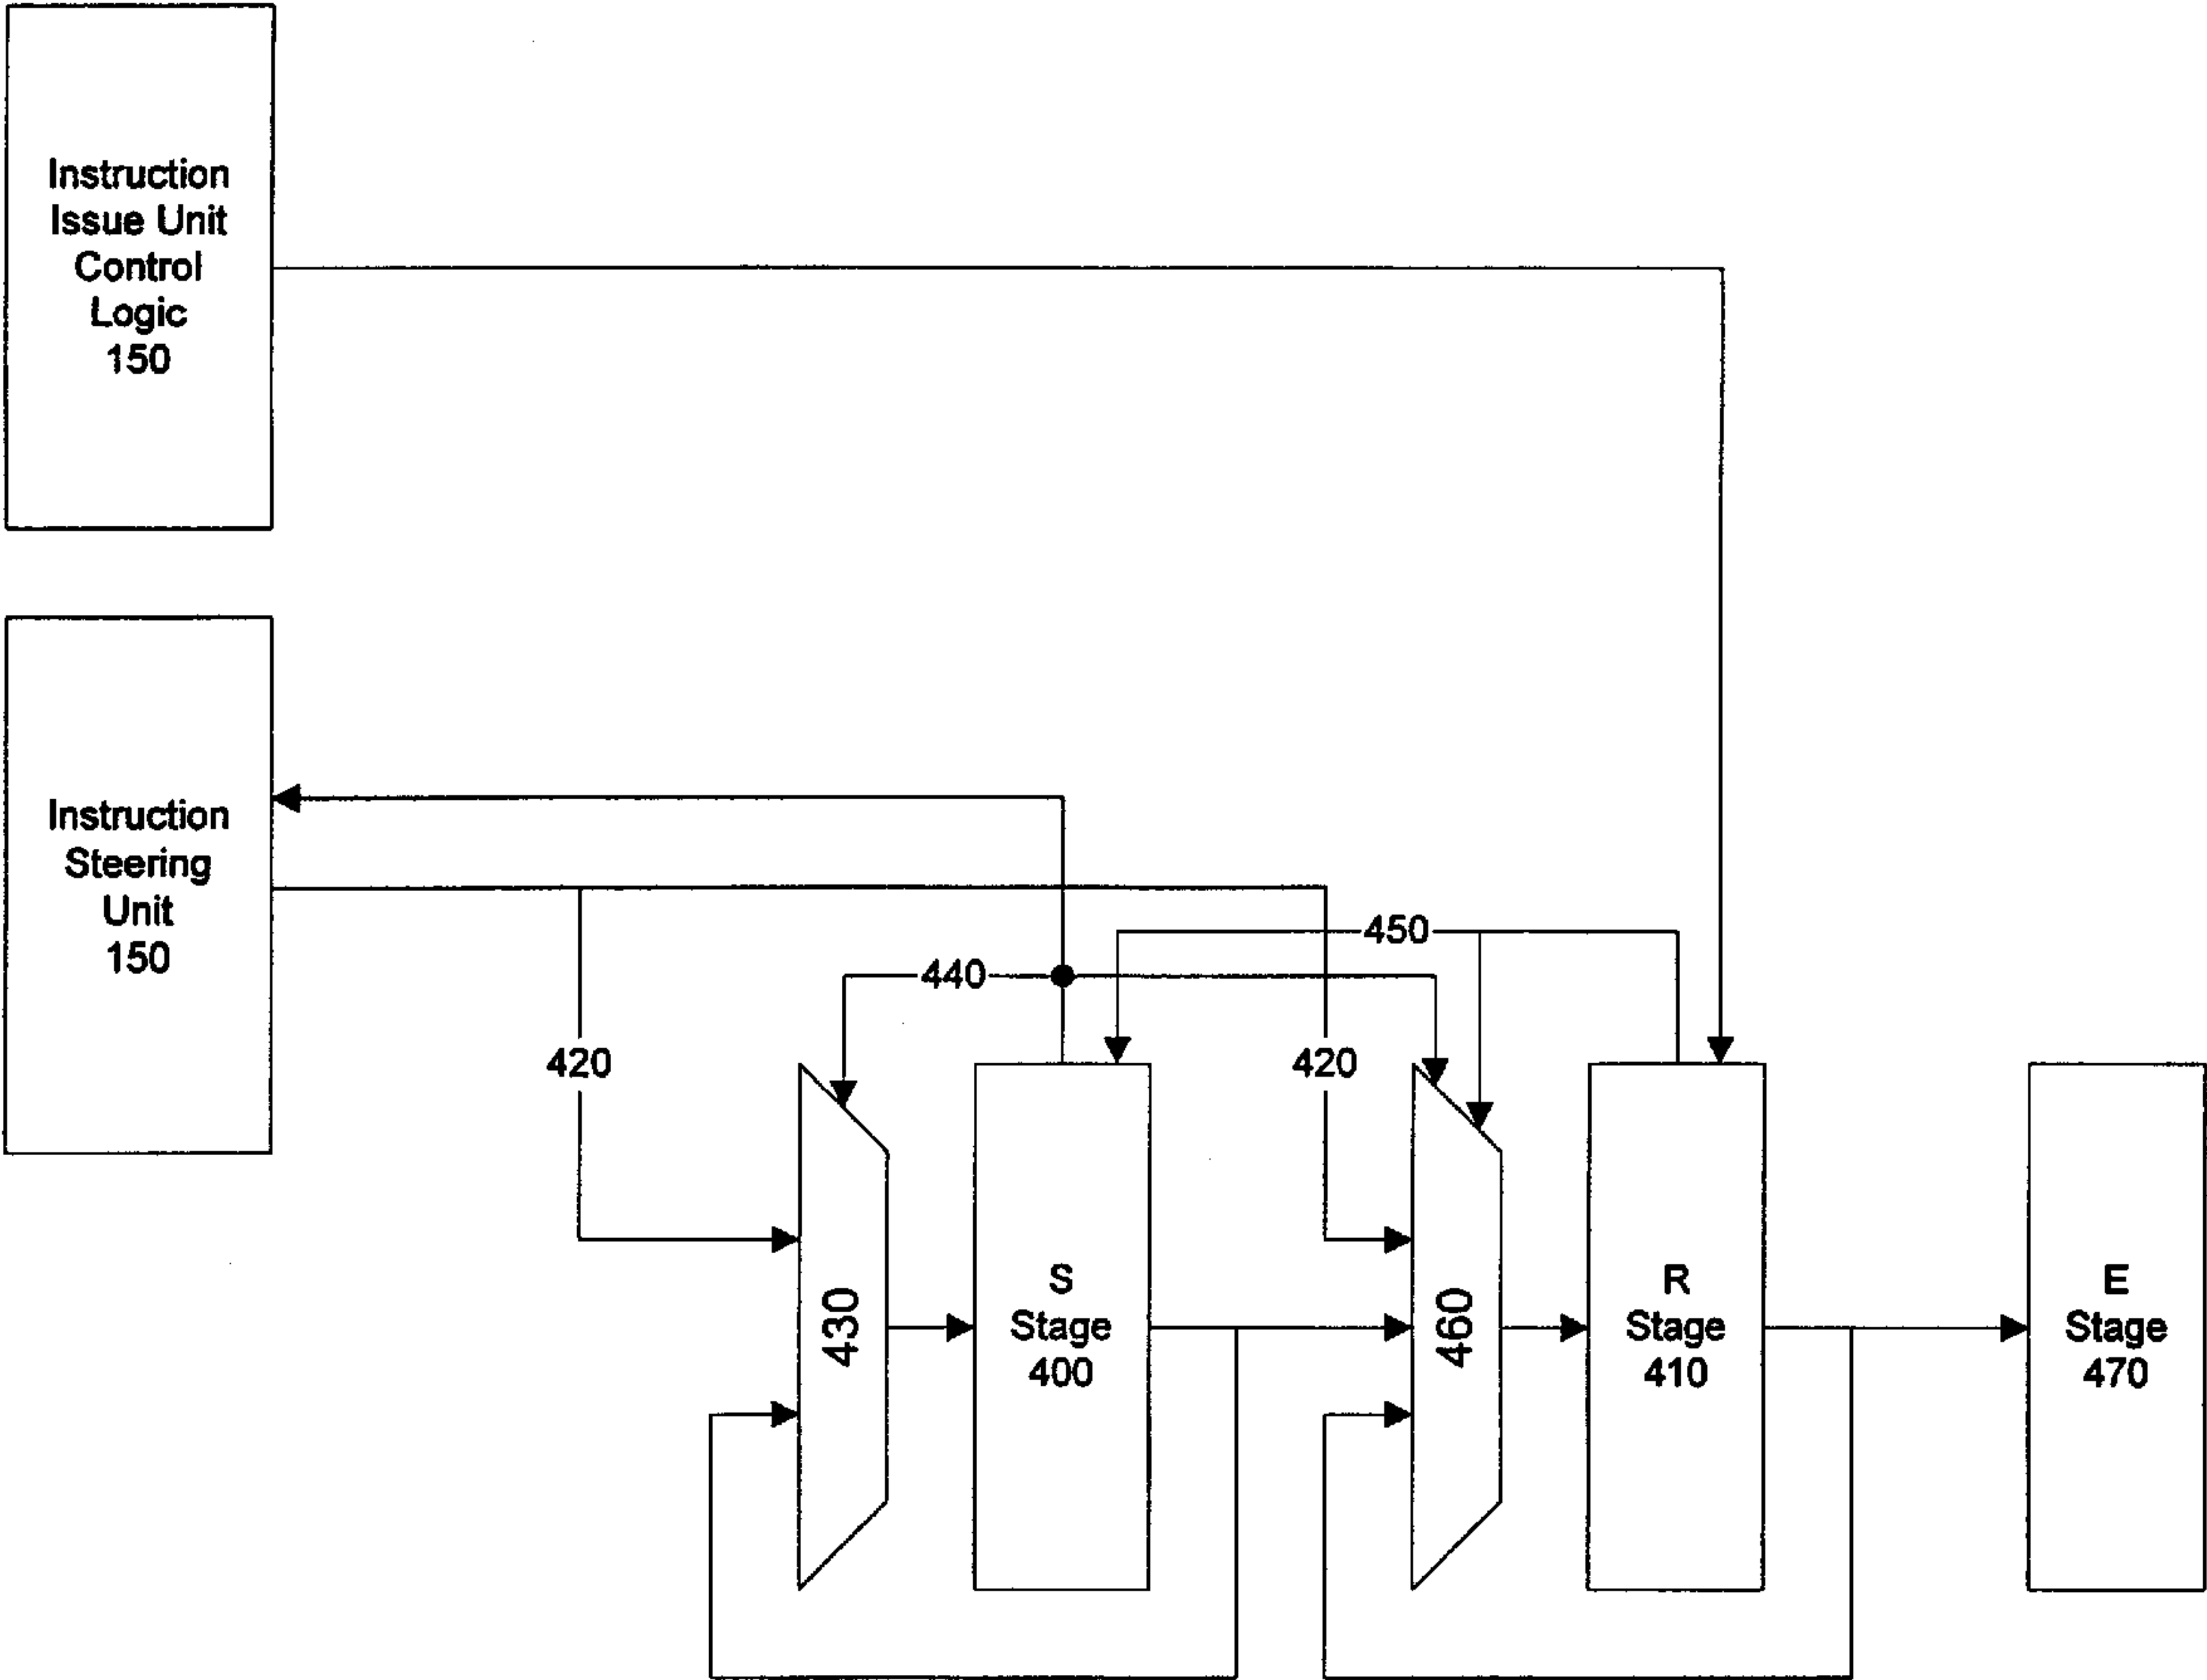 Instruction
Issue Unit
Control
Logic
150
Instruction
Steering
Unit
150
450
440
420
420
430
S
Stage
400
460
R
Stage
410
E
Stage
470